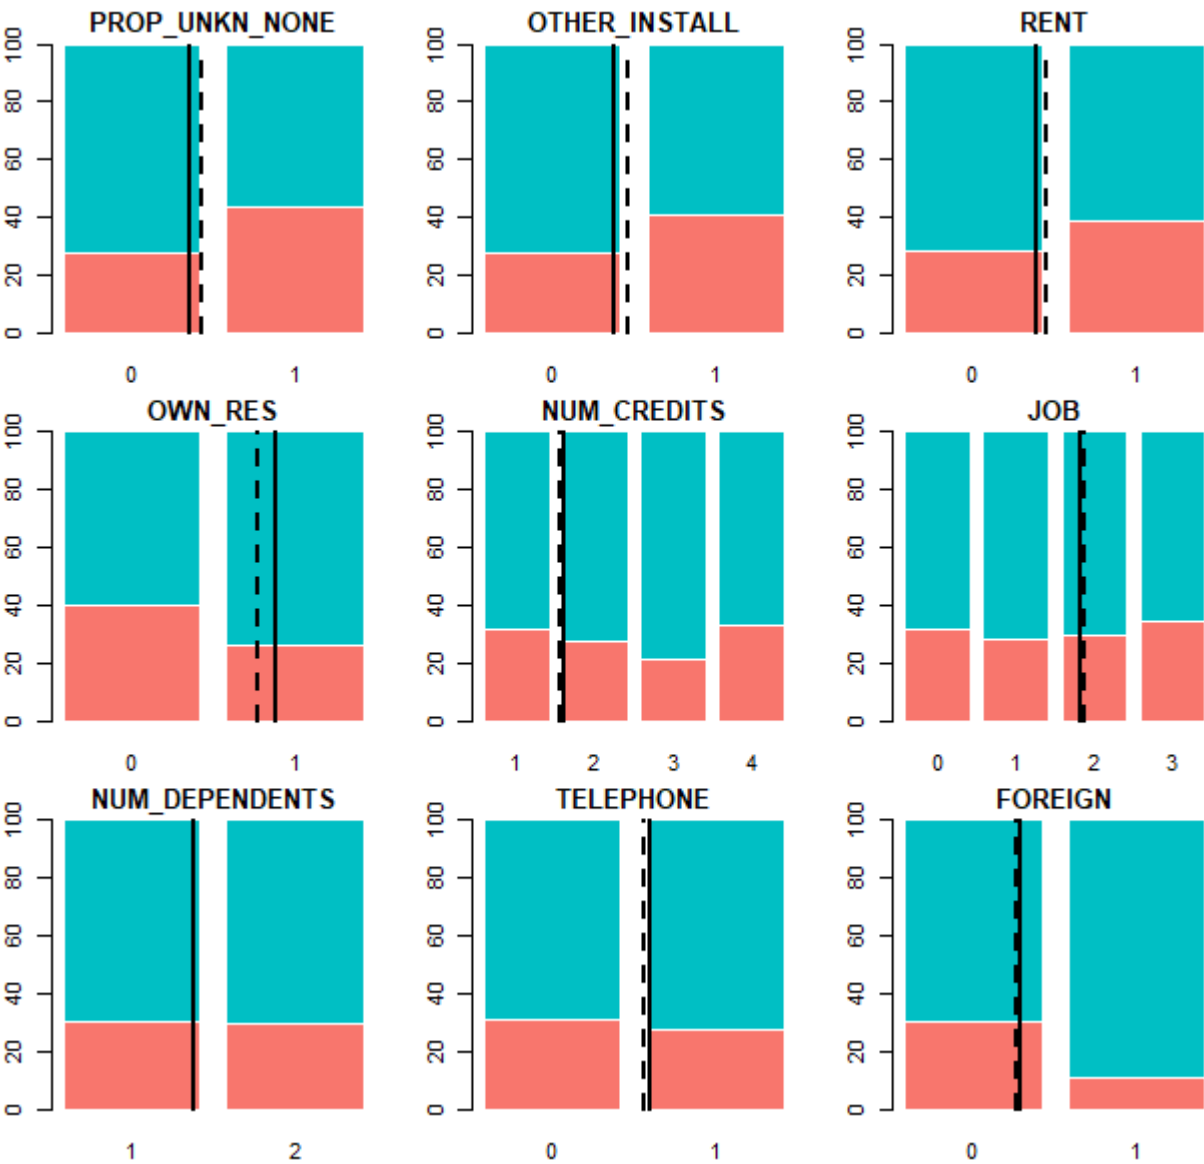 PROP_UNKN_NONE OTHER_INSTALL RENT
100 100 100
80 80 80
60 60 60
40 40 40
20 20 20
0 0 0
0 1 0 1 0 1
OWN_RES NUM_CREDITS JOB
100 100 100
80 80 80
60 60 60
40 40 40
20 20 20
0 0 0
0 1 1 2 3 4 0 1 2 3
NUM_DEPENDENTS TELEPHONE FOREIGN
100 100 100
80 80 80
60 60 60
40 40 40
20 20 20
0 0 0
1 2 0 1 0 1